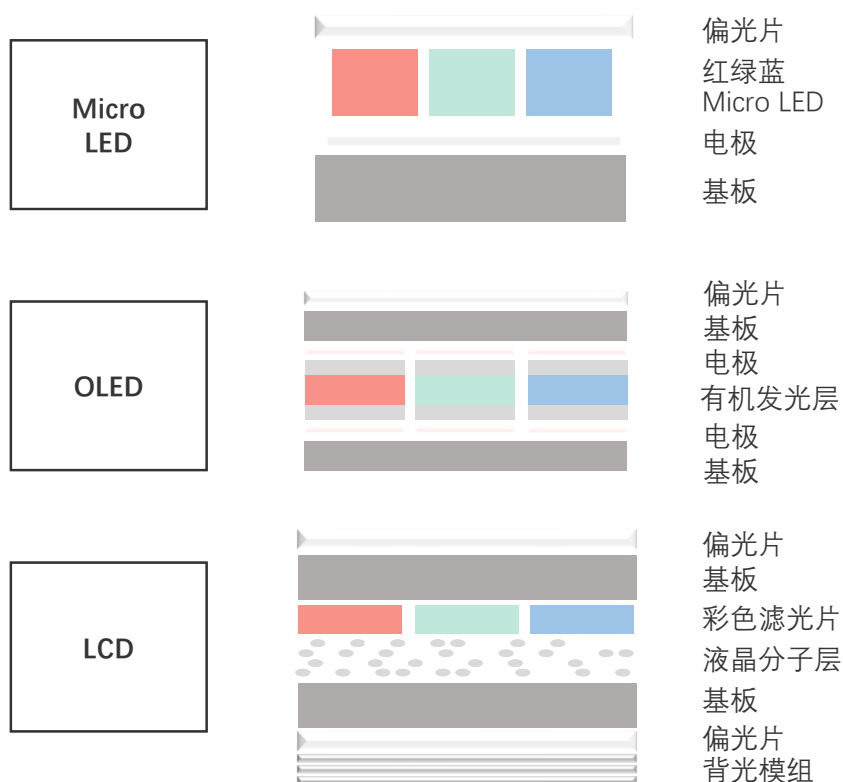 Micro
LED
偏光片
红绿蓝
Micro LED
电极
基板
OLED
偏光片
基板
电极
有机发光层
电极
基板
LCD
偏光片
基板
彩色滤光片
液晶分子层
基板
偏光片
背光模组